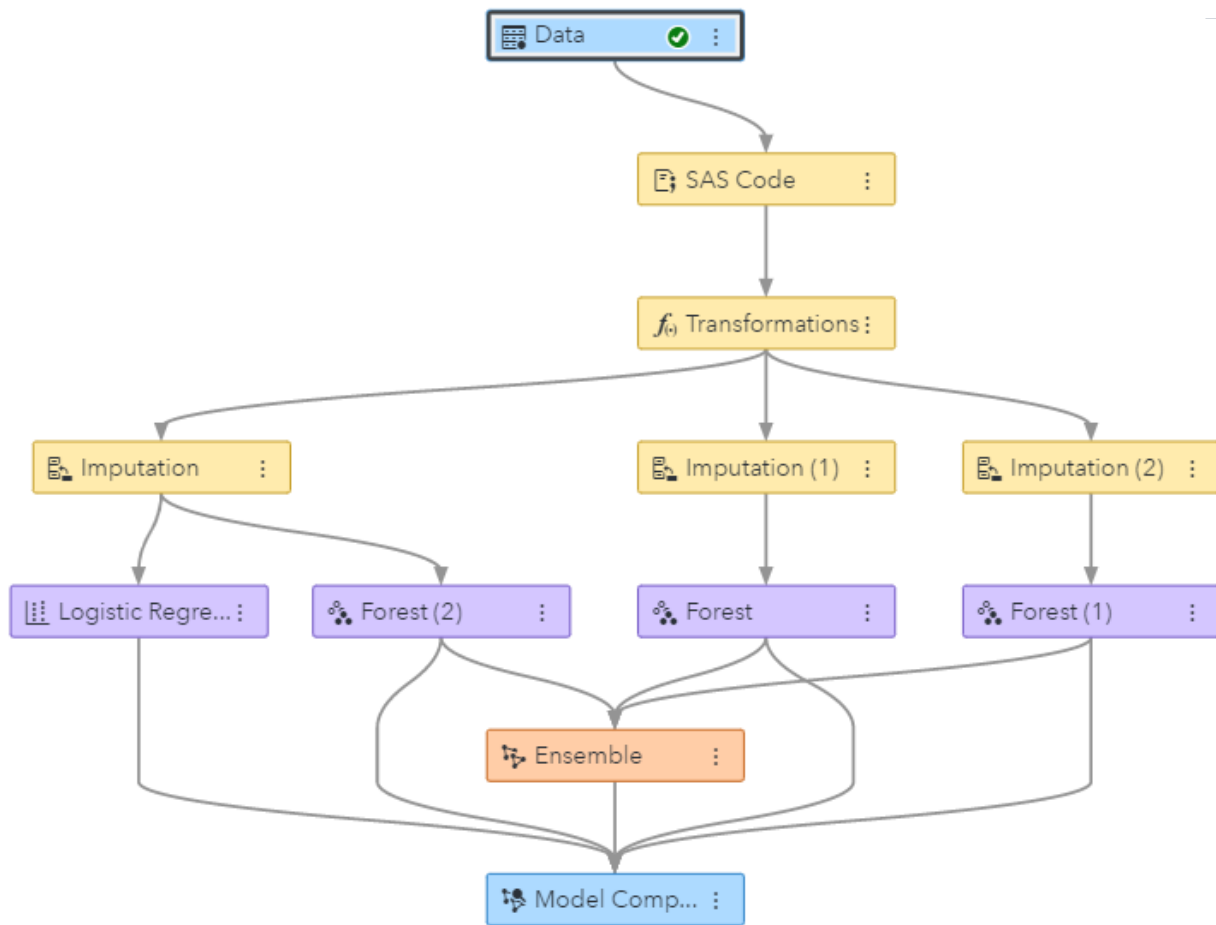 Data
SAS Code
f(•) Transformations
Imputation
Imputation (1)
Imputation (2)
Logistic Regre...
Forest (2)
Forest
Forest (1)
Ensemble
Model Comp...